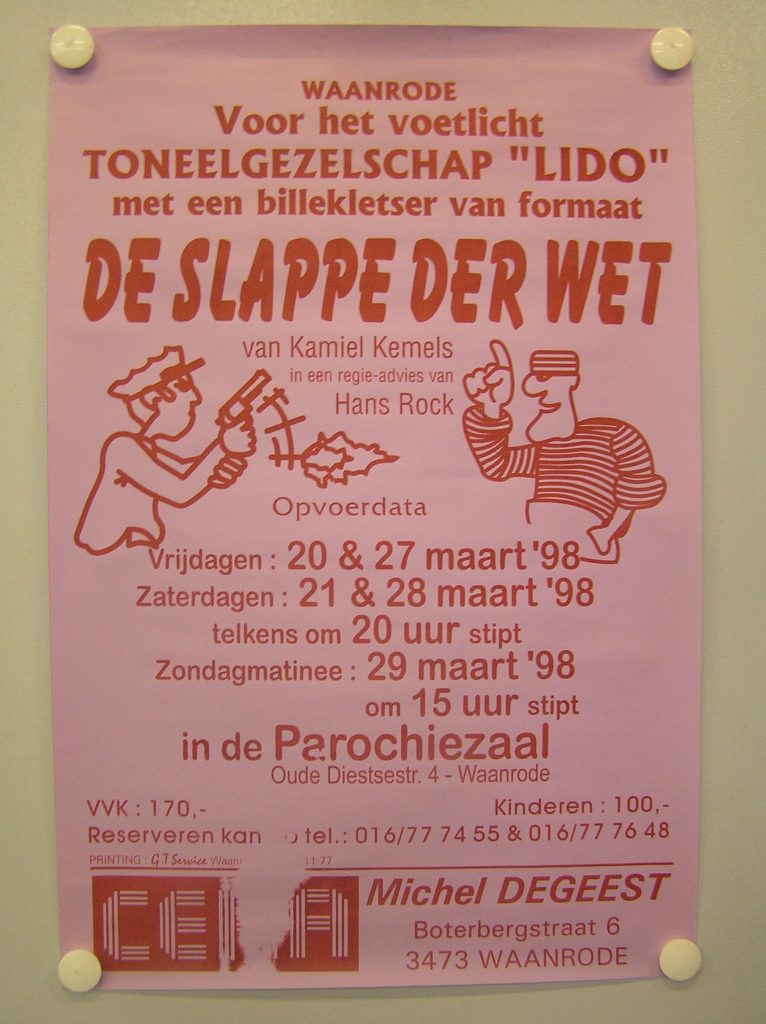 WAANRODE
Voor het voetlicht
TONEELGEZELSCHAP "LIDO"
met een billekletser van formaat
DE SLAPPE DER WET
van Kamiel Kemels
in een regie-advies van
Hans Rock
Opvoerdata
Vrijdagen : 20 & 27 maart '98
Zaterdagen : 21 & 28 maart '98
telkens om 20 uur stipt
Zondagmatinee : 29 maart '98
om 15 uur stipt
in de Parochiezaal
Oude Diestsestr. 4 - Waanrode
VVK : 170,-
Kinderen : 100,-
Reserveren kan tel.: 016/77 74 55 & 016/77 76 48
PRINTING : G.T Service 1 77
Michel DEGEEST
Boterbergstraat 6
3473 WAANRODE